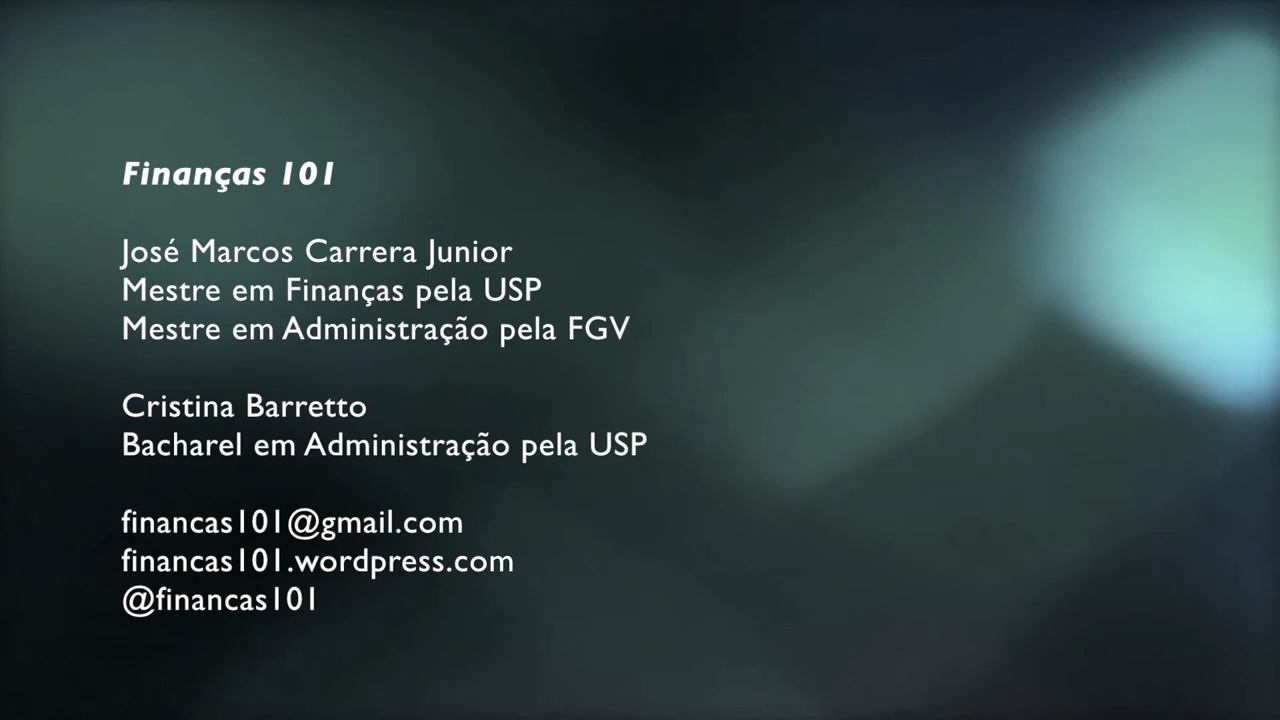 Finanças 101
José Marcos Carrera Junior
Mestre em Finanças pela USP
Mestre em Administração pela FGV
Cristina Barretto
Bacharel em Administração pela USP
financas101@gmail.com
financas101.wordpress.com
@financas101